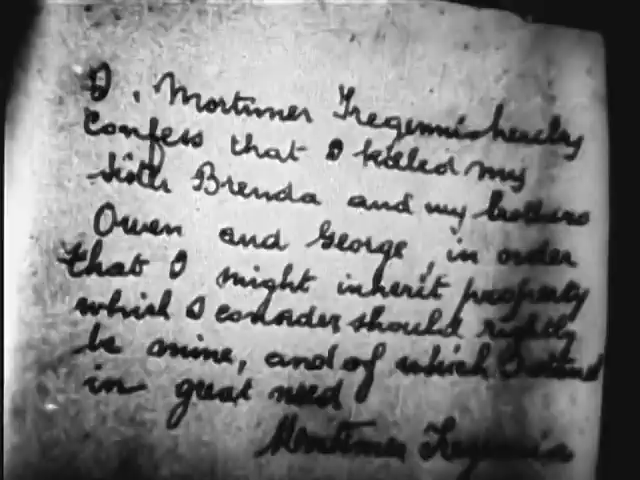 I, Mortimer Tregennis hereby
confess that I killed my
sister Brenda and my brothers
Owen and George, in order
that I might inherit property
which I consider should rightly
be mine, and of which I stand
in great need
Mortimer Tregennis